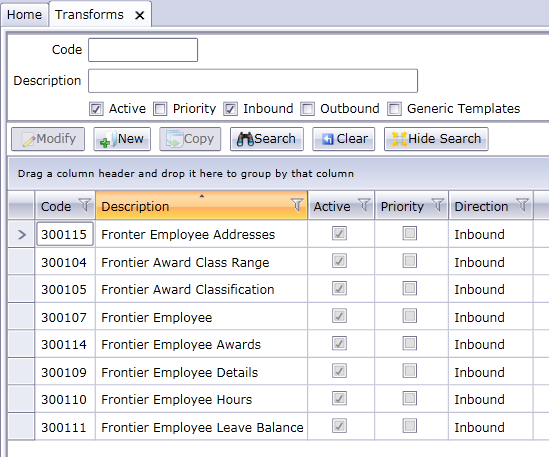 Home Transforms
Code
Description
Active Priority Inbound Outbound Generic Templates
Modify New Copy Search Clear Hide Search
Drag a column header and drop it here to group by that column
Code Description Active Priority Direction
300115 Fronter Employee Addresses Inbound
300104 Frontier Award Class Range Inbound
300105 Frontier Award Classification Inbound
300107 Frontier Employee Inbound
300114 Frontier Employee Awards Inbound
300109 Frontier Employee Details Inbound
300110 Frontier Employee Hours Inbound
300111 Frontier Employee Leave Balance Inbound